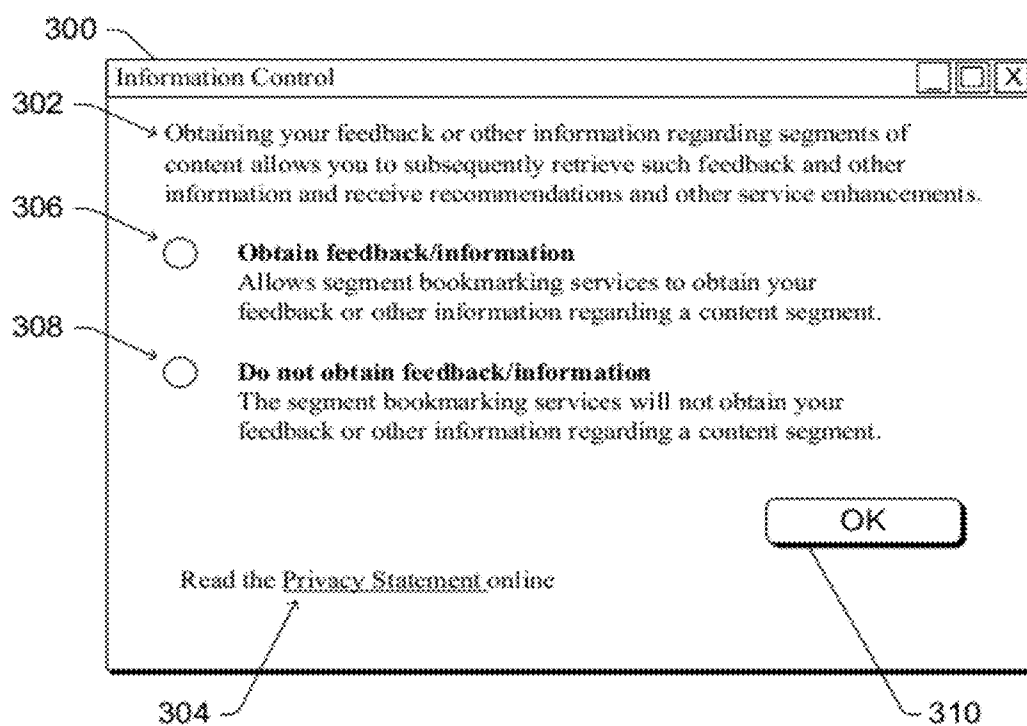 300
Information Control
X
302
Obtaining your feedback or other information regarding segments of
content allows you to subsequently retrieve such feedback and other
information and receive recommendations and other service enhancements.
306
Obtain feedback/information
Allows segment bookmarking services to obtain your
feedback or other information regarding a content segment.
308
Do not obtain feedback/information
The segment bookmarking services will not obtain your
feedback or other information regarding a content segment.
OK
Read the Privacy Statement online
304
310